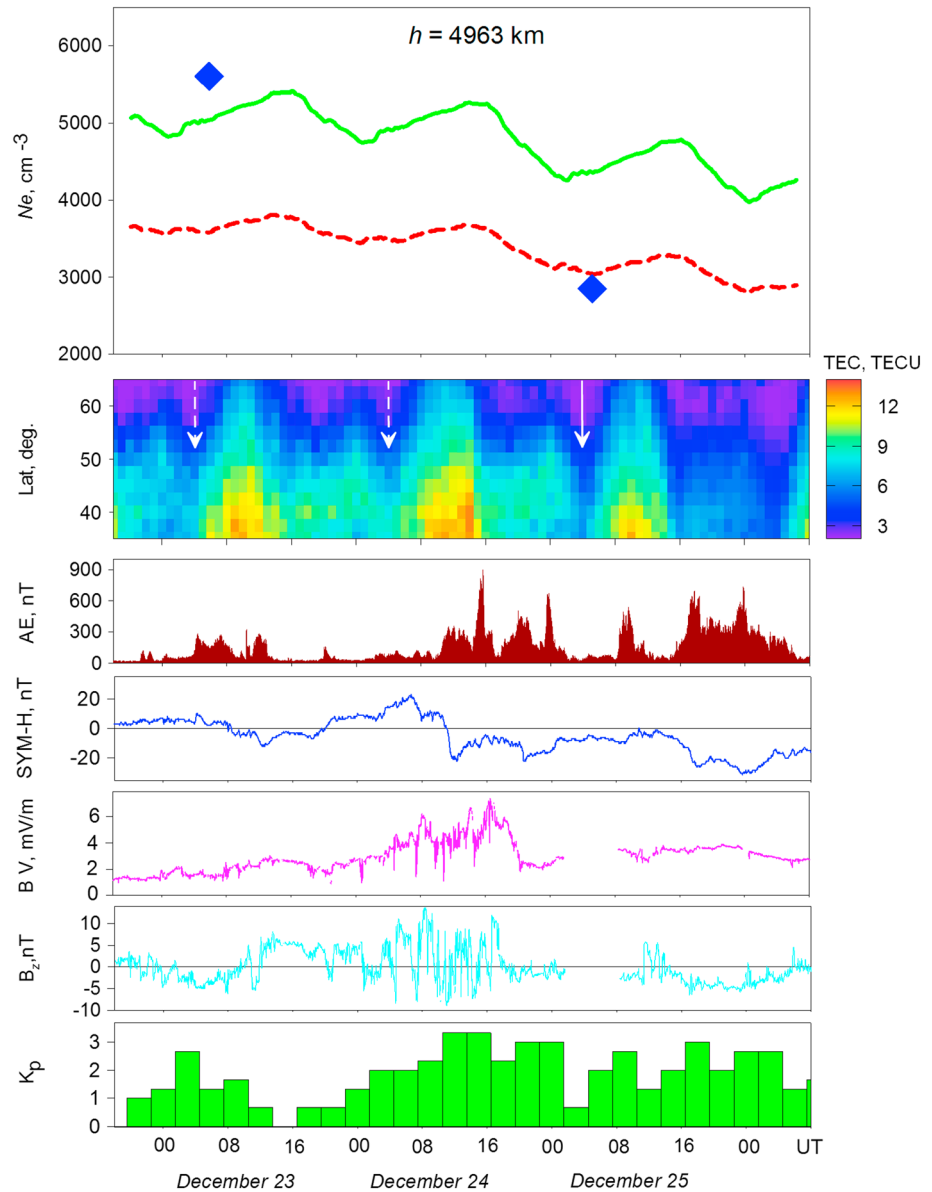 h = 4963 km
6000
5000
4000
3000
2000
Ne, cm -3
TEC, TECU
60
50
40
Lat, deg.
12
9
6
3
900
600
300
0
AE, nT
20
0
-20
SYM-H, nT
6
4
2
0
B V, mV/m
10
5
0
-5
-10
Bz,nT
3
2
1
0
Kp
00 08 16 00 08 16 00 08 16 00 UT
December 23 December 24 December 25